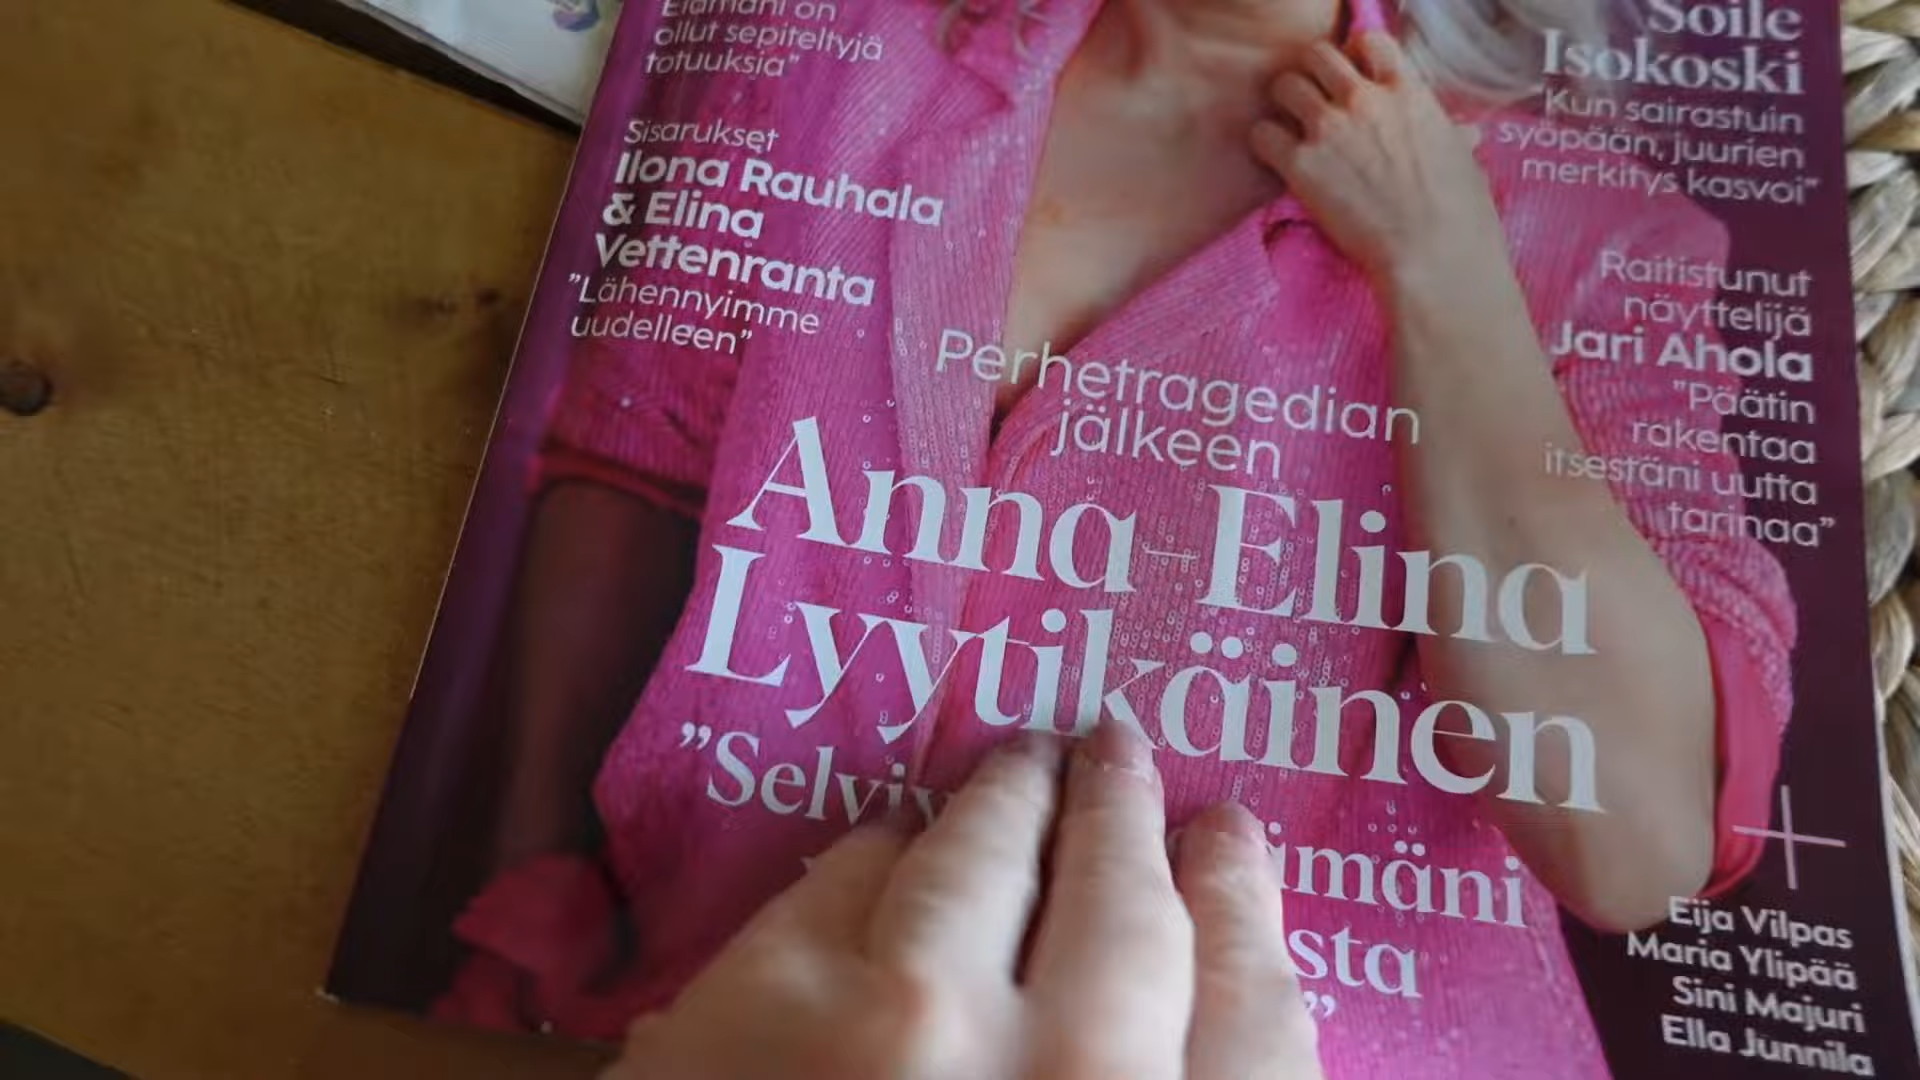 Elämäni on
ollut sepiteltyjä
totuuksia”
Sisarukset
Ilona Rauhala
& Elina
Vettenranta
”Lähennyimme
uudelleen”
Soile
Isokoski
”Kun sairastuin
syöpään, juurien
merkitys kasvoi”
Raitistunut
näyttelijä
Jari Ahola
”Päätin
rakentaa
itsestäni uutta
tarinaa”
Perhetragedian
jälkeen
Anna-Elina
Lyytikäinen
Eija Vilpas
Maria Ylipää
Sini Majuri
Ella Junnila